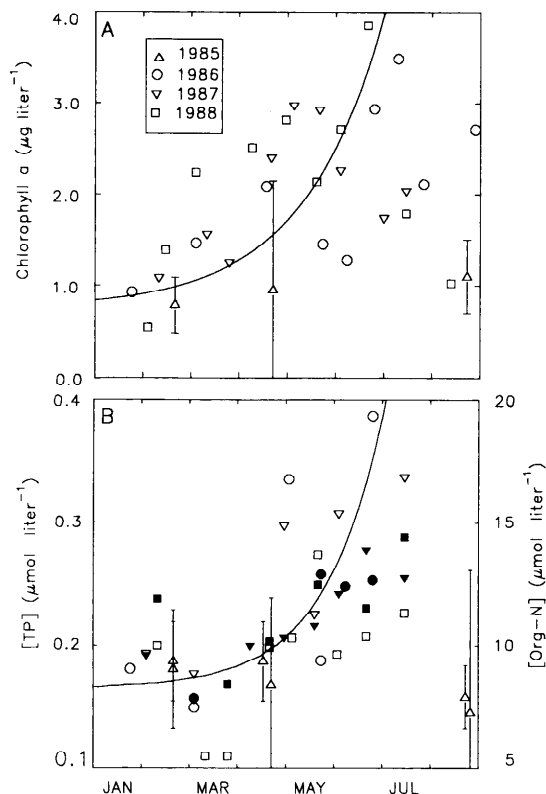 A
1985
1986
1987
1988
Chlorophyll a (μg liter⁻¹)
4.0
3.0
2.0
1.0
0.0
B
[TP] (μmol liter⁻¹)
0.4
0.3
0.2
0.1
[Org-N] (μmol liter⁻¹)
20
15
10
5
JAN MAR MAY JUL